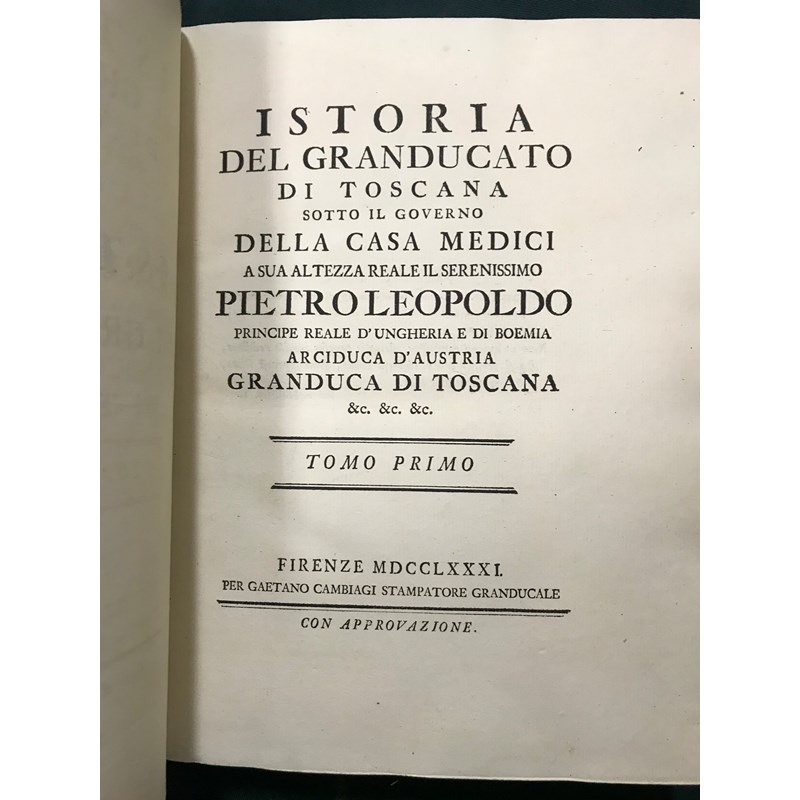 ISTORIA
DEL GRANDUCATO
DI TOSCANA
SOTTO IL GOVERNO
DELLA CASA MEDICI
A SUA ALTEZZA REALE IL SERENISSIMO
PIETRO LEOPOLDO
PRINCIPE REALE D'UNGHERIA E DI BOEMIA
ARCIDUCA D'AUSTRIA
GRANDUCA DI TOSCANA
&c. &c. &c.
TOMO PRIMO
FIRENZE MDCCLXXXI.
PER GAETANO CAMBIAGI STAMPATORE GRANDUCALE
CON APPROVAZIONE.